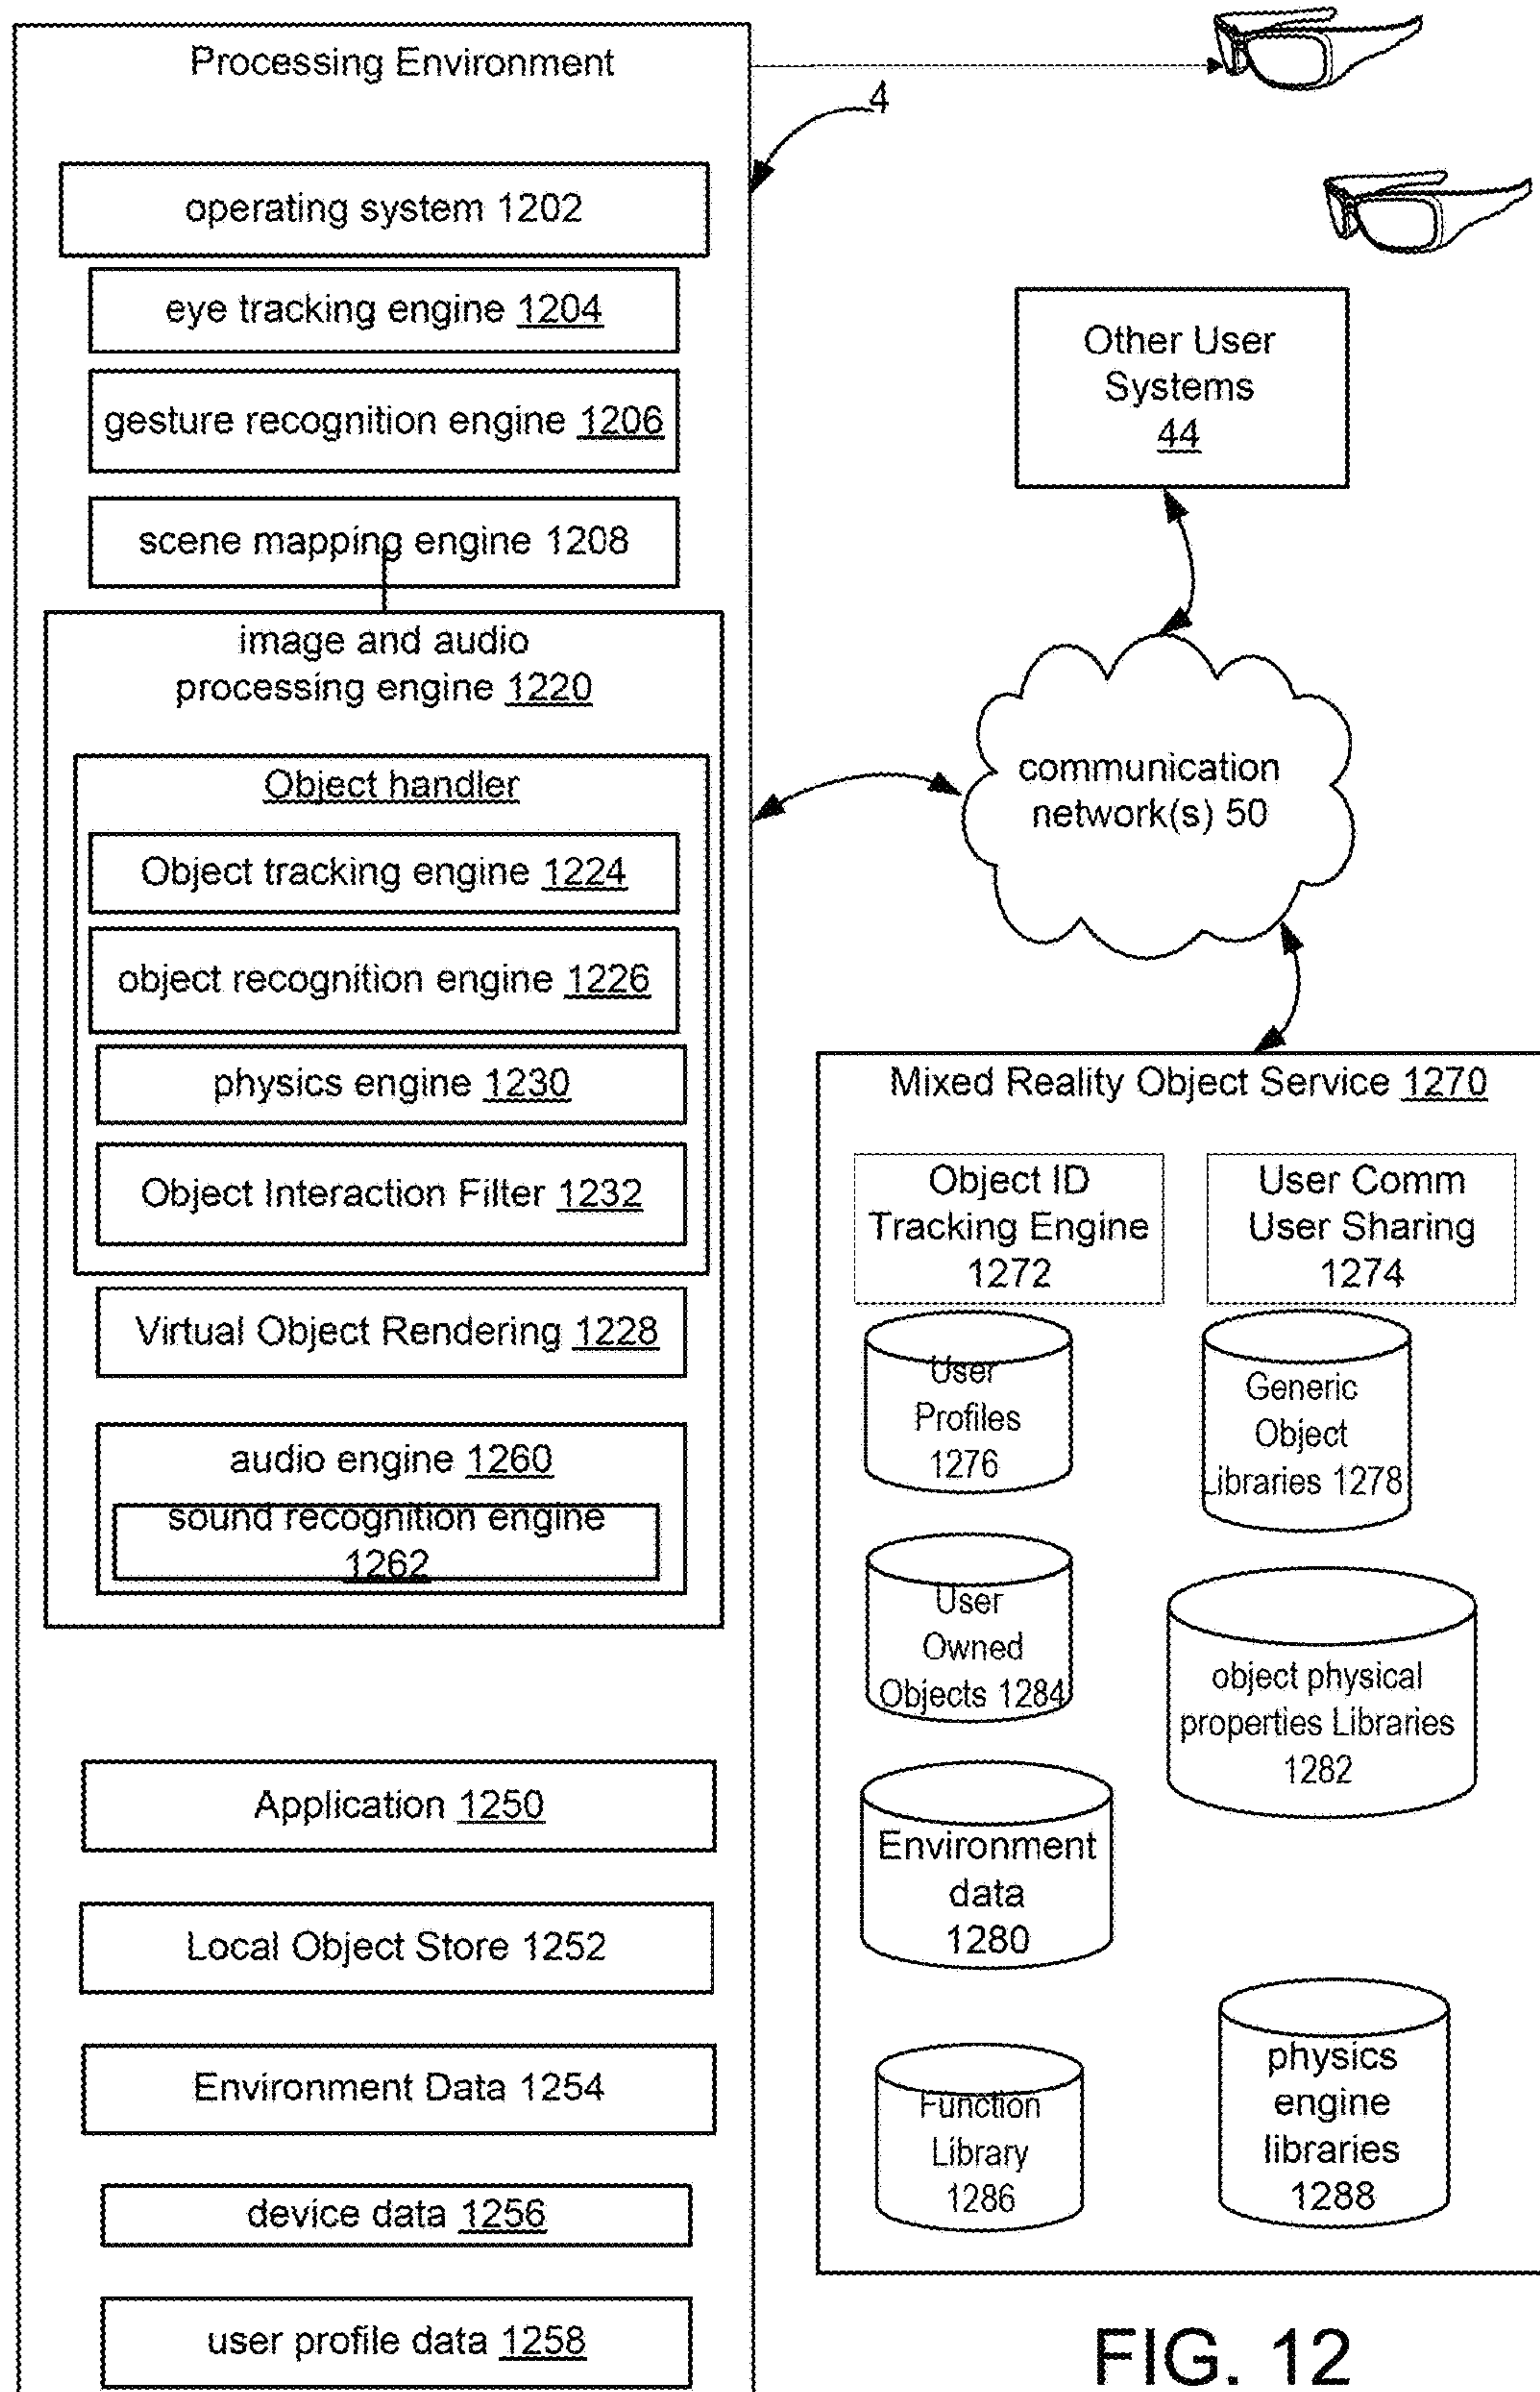 Processing Environment
4
operating system 1202
eye tracking engine 1204
gesture recognition engine 1206
scene mapping engine 1208
image and audio
processing engine 1220
Object handler
Object tracking engine 1224
object recognition engine 1226
physics engine 1230
Object Interaction Filter 1232
Virtual Object Rendering 1228
audio engine 1260
sound recognition engine
1262
Application 1250
Local Object Store 1252
Environment Data 1254
device data 1256
user profile data 1258
Other User
Systems
44
communication
network(s) 50
Mixed Reality Object Service 1270
Object ID
Tracking Engine
1272
User Comm
User Sharing
1274
User
Profiles
1276
Generic
Object
Libraries 1278
User
Owned
Objects 1284
object physical
properties Libraries
1282
Environment
data
1280
Function
Library
1286
physics
engine
libraries
1288
FIG. 12